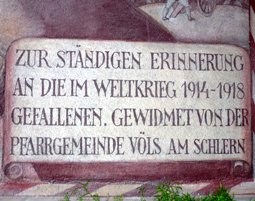 ZUR STÄNDIGEN ERINNERUNG
AN DIE IM WELTKRIEG 1914-1918
GEFALLENEN. GEWIDMET VON DER
PFARRGEMEINDE VÖLS AM SCHLERN